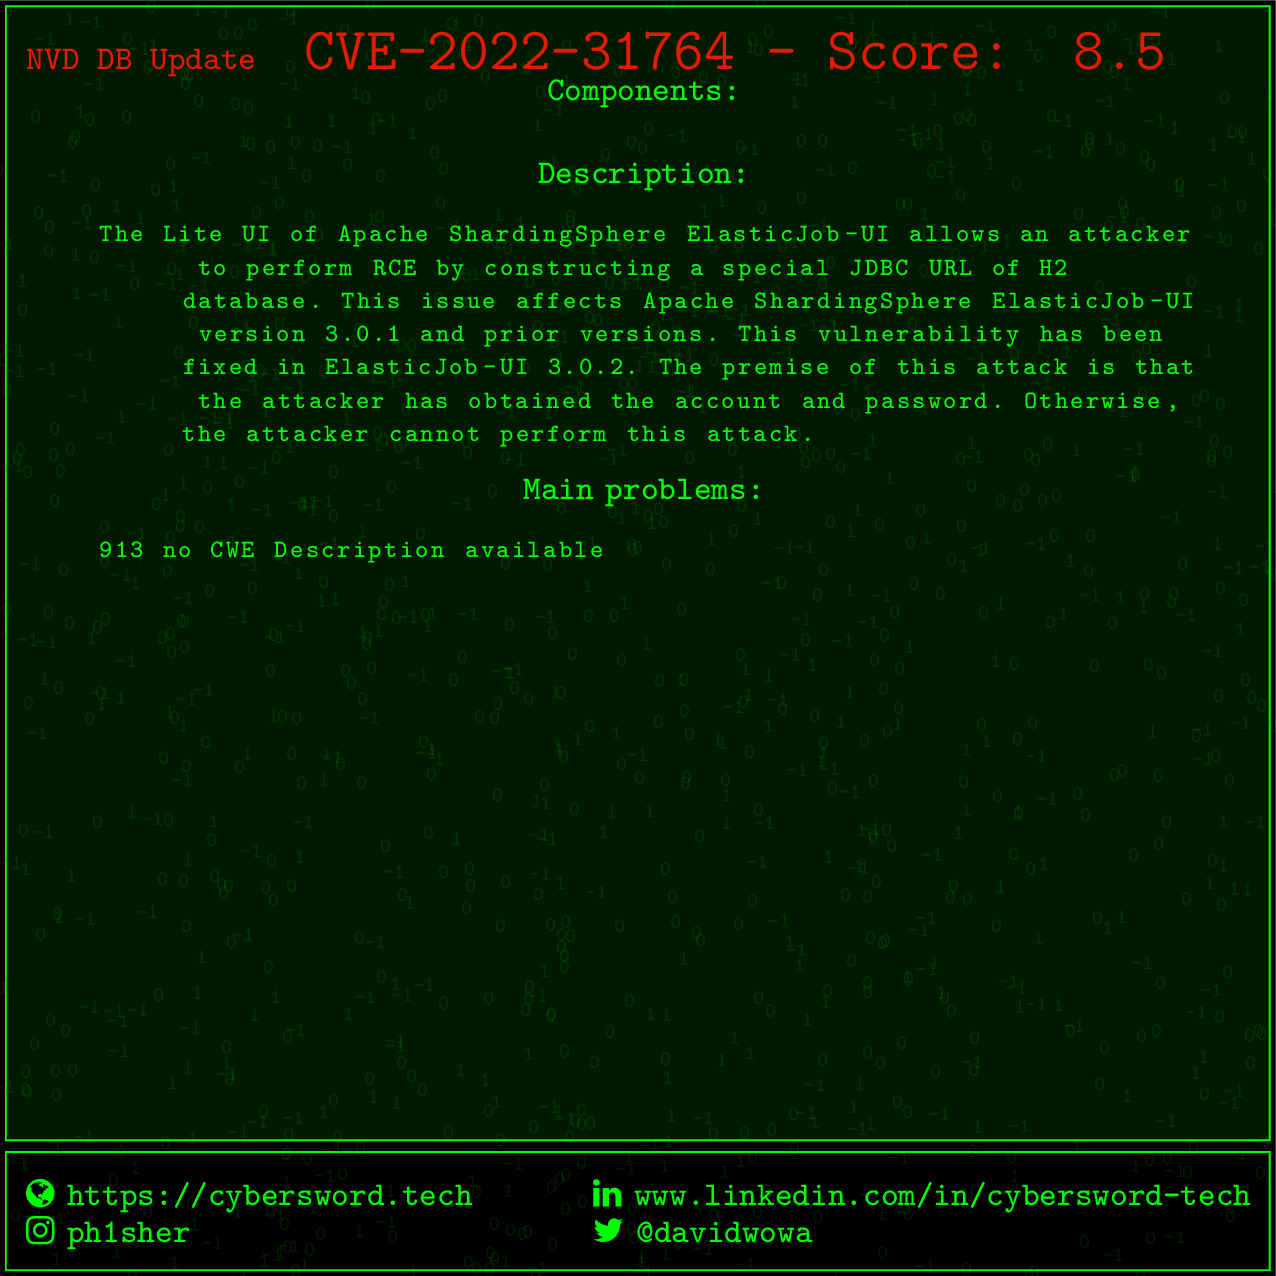 NVD DB Update CVE-2022-31764 - Score: 8.5
Components:
Description:
The Lite UI of Apache ShardingSphere ElasticJob-UI allows an attacker
to perform RCE by constructing a special JDBC URL of H2
database. This issue affects Apache ShardingSphere ElasticJob-UI
version 3.0.1 and prior versions. This vulnerability has been
fixed in ElasticJob-UI 3.0.2. The premise of this attack is that
the attacker has obtained the account and password. Otherwise,
the attacker cannot perform this attack.
Main problems:
913 no CWE Description available
https://cybersword.tech
www.linkedin.com/in/cybersword-tech
ph1sher
@davidwowa